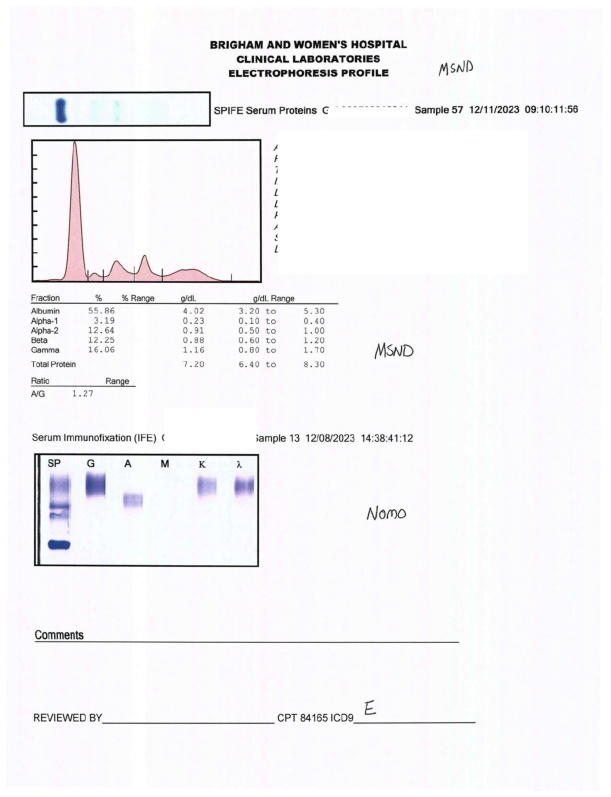 BRIGHAM AND WOMEN'S HOSPITAL
CLINICAL LABORATORIES
ELECTROPHORESIS PROFILE
MSND
SPIFE Serum Proteins G Sample 57 12/11/2023 09:10:11:56
Fraction % % Range g/dL g/dL Range
Albumin 55.86 4.02 3.20 to 5.30
Alpha-1 3.19 0.23 0.10 to 0.40
Alpha-2 12.64 0.91 0.50 to 1.00
Beta 12.25 0.88 0.60 to 1.20
Gamma 16.06 1.16 0.80 to 1.70
MSND
Total Protein 7.20 6.40 to 8.30
Ratio Range
A/G 1.27
Serum Immunofixation (IFE) Sample 13 12/08/2023 14:38:41:12
SP G A M K λ
Nomo
Comments
REVIEWED BY CPT 84165 ICD9 E